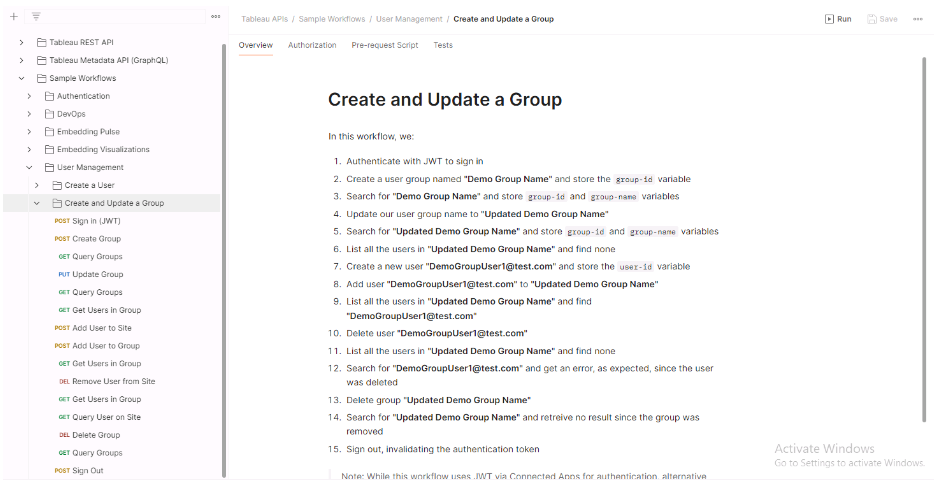 Tableau APIs / Sample Workflows / User Management / Create and Update a Group
Run
Save
Tableau REST API
Tableau Metadata API (GraphQL)
Sample Workflows
Authentication
DevOps
Embedding Pulse
Embedding Visualizations
User Management
Create a User
Create and Update a Group
POST Sign in (JWT)
POST Create Group
GET Query Groups
PUT Update Group
GET Query Groups
GET Get Users in Group
POST Add User to Site
POST Add User to Group
GET Get Users in Group
DEL Remove User from Site
GET Get Users in Group
GET Query User on Site
DEL Delete Group
GET Query Groups
POST Sign Out
Overview Authorization Pre-request Script Tests
Create and Update a Group
In this workflow, we:
1. Authenticate with JWT to sign in
2. Create a user group named "Demo Group Name" and store the group-id variable
3. Search for "Demo Group Name" and store group-id and group-name variables
4. Update our user group name to "Updated Demo Group Name"
5. Search for "Updated Demo Group Name" and store group-id and group-name variables
6. List all the users in "Updated Demo Group Name" and find none
7. Create a new user "DemoGroupUser1@test.com" and store the user-id variable
8. Add user "DemoGroupUser1@test.com" to "Updated Demo Group Name"
9. List all the users in "Updated Demo Group Name" and find
"DemoGroupUser1@test.com"
10. Delete user "DemoGroupUser1@test.com"
11. List all the users in "Updated Demo Group Name" and find none
12. Search for "DemoGroupUser1@test.com" and get an error, as expected, since the user
was deleted
13. Delete group "Updated Demo Group Name"
14. Search for "Updated Demo Group Name" and retreive no result since the group was
removed
15. Sign out, invalidating the authentication token
Note: While this workflow uses JWT via Connected Apps for authentication, alternative
Activate Windows
Go to Settings to activate Windows.